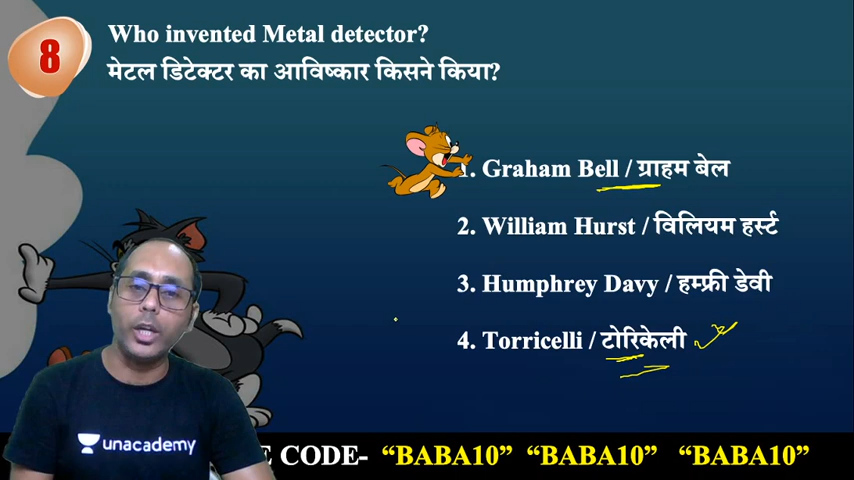 8
Who invented Metal detector?
मेटल डिटेक्टर का आविष्कार किसने किया?
1. Graham Bell / ग्राहम बेल
2. William Hurst / विलियम हर्स्ट
3. Humphrey Davy / हम्फ्री डेवी
4. Torricelli / टोरिकेली
unacademy
E CODE- “BABA10” “BABA10” “BABA10”